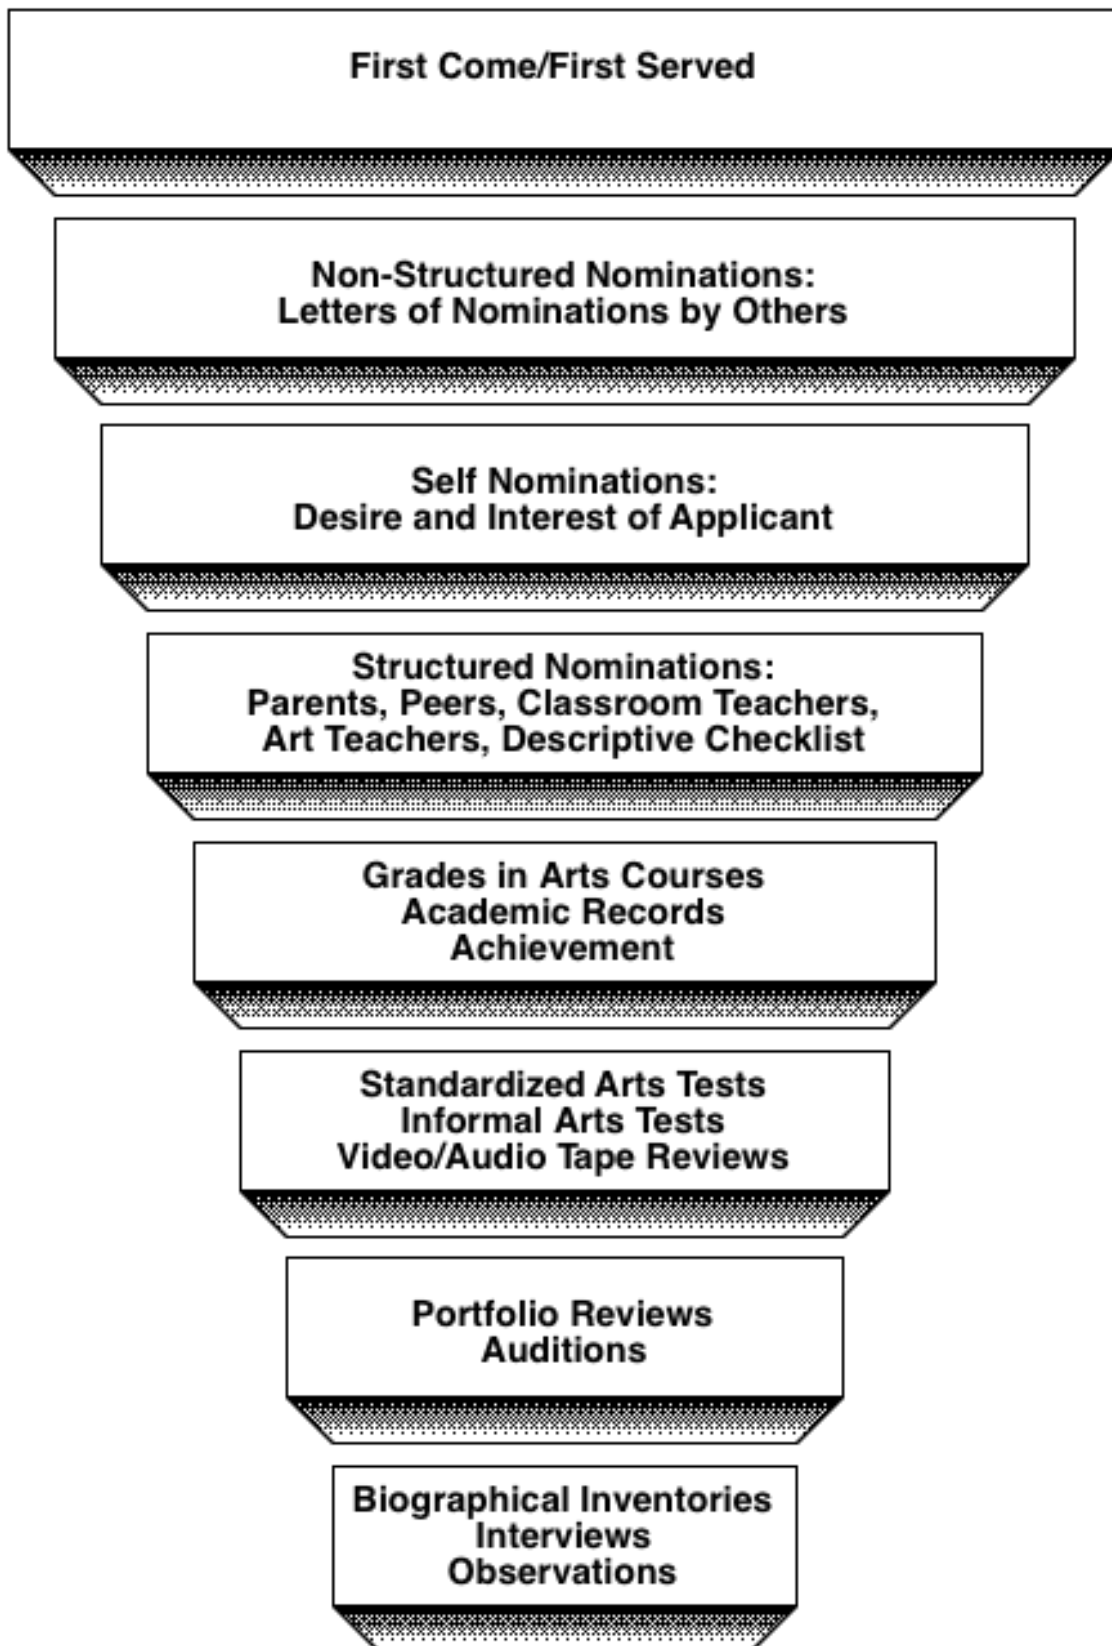 First Come/First Served
Non-Structured Nominations:
Letters of Nominations by Others
Self Nominations:
Desire and Interest of Applicant
Structured Nominations:
Parents, Peers, Classroom Teachers,
Art Teachers, Descriptive Checklist
Grades in Arts Courses
Academic Records
Achievement
Standardized Arts Tests
Informal Arts Tests
Video/Audio Tape Reviews
Portfolio Reviews
Auditions
Biographical Inventories
Interviews
Observations